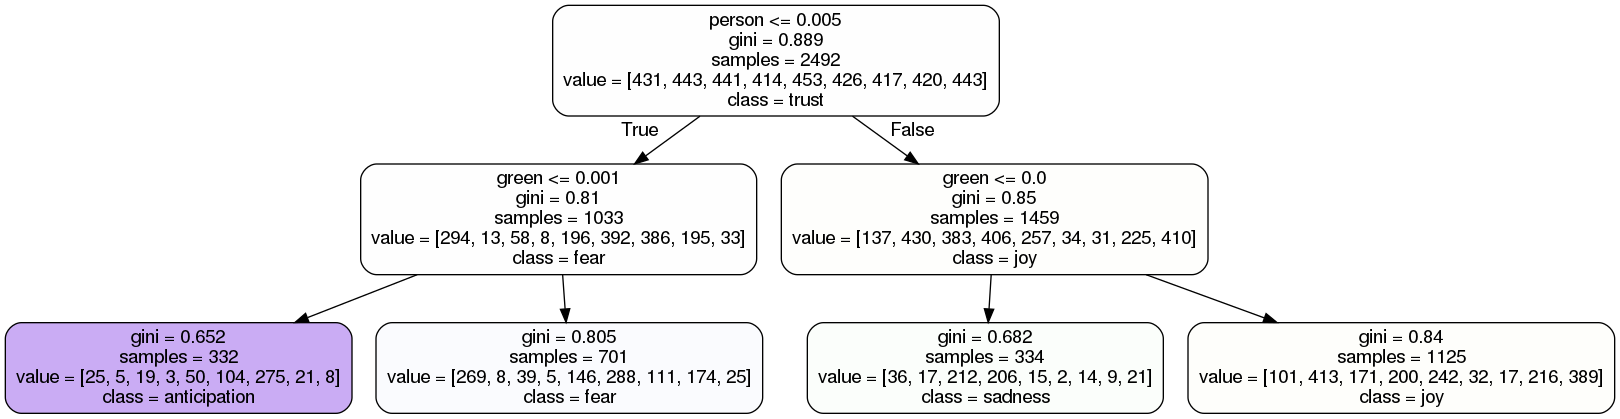 person <= 0.005
gini = 0.889
samples = 2492
value = [431, 443, 441, 414, 453, 426, 417, 420, 443]
class = trust
True
False
green <= 0.001
gini = 0.81
samples = 1033
value = [294, 13, 58, 8, 196, 392, 386, 195, 33]
class = fear
green <= 0.0
gini = 0.85
samples = 1459
value = [137, 430, 383, 406, 257, 34, 31, 225, 410]
class = joy
gini = 0.652
samples = 332
value = [25, 5, 19, 3, 50, 104, 275, 21, 8]
class = anticipation
gini = 0.805
samples = 701
value = [269, 8, 39, 5, 146, 288, 111, 174, 25]
class = fear
gini = 0.682
samples = 334
value = [36, 17, 212, 206, 15, 2, 14, 9, 21]
class = sadness
gini = 0.84
samples = 1125
value = [101, 413, 171, 200, 242, 32, 17, 216, 389]
class = joy